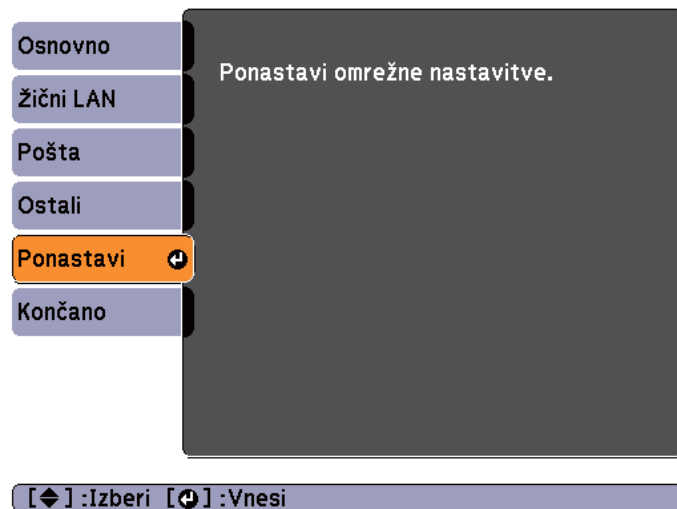 Osnovno
Žični LAN
Pošta
Ostali
Ponastavi
Končano
Ponastavi omrežne nastavitve.
[◆] :Izberi [↵] :Vnesi